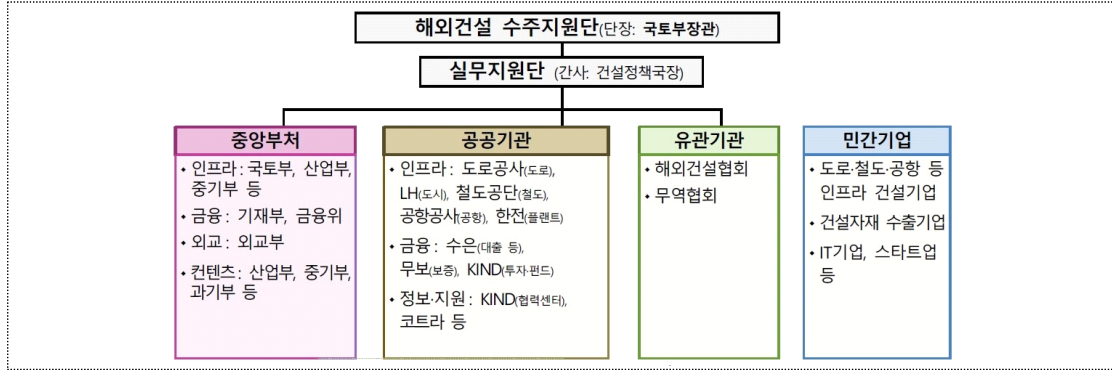 해외건설 수주지원단(단장: 국토부장관)
실무지원단 (간사: 건설정책국장)
중앙부처
• 인프라 : 국토부, 산업부,
중기부 등
• 금융 : 기재부, 금융위
• 외교 : 외교부
• 컨텐츠 : 산업부, 중기부,
과기부 등
공공기관
• 인프라 : 도로공사(도로),
LH(도시), 철도공단(철도),
공항공사(공항), 한전(플랜트)
• 금융 : 수은(대출 등),
무보(보증), KIND(투자·펀드)
• 정보·지원 : KIND(협력센터),
코트라 등
유관기관
• 해외건설협회
• 무역협회
민간기업
• 도로·철도·공항 등
인프라 건설기업
• 건설자재 수출기업
• IT기업, 스타트업
등